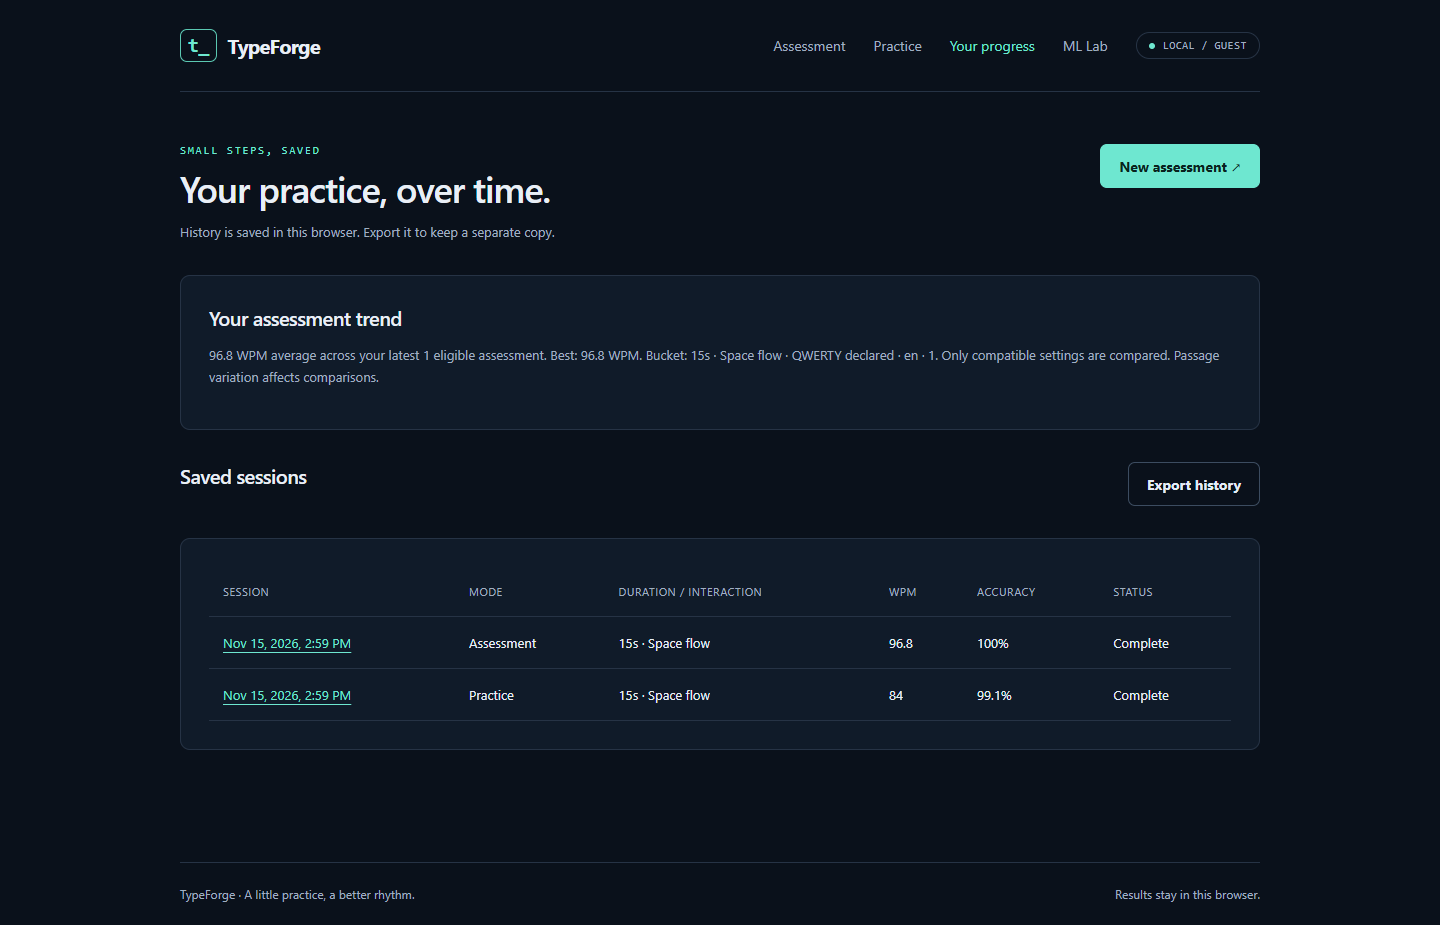 t_ TypeForge
Assessment Practice Your progress ML Lab LOCAL / GUEST
SMALL STEPS, SAVED
Your practice, over time.
New assessment ↗
History is saved in this browser. Export it to keep a separate copy.
Your assessment trend
96.8 WPM average across your latest 1 eligible assessment. Best: 96.8 WPM. Bucket: 15s · Space flow · QWERTY declared · en · 1. Only compatible settings are compared. Passage
variation affects comparisons.
Saved sessions
Export history
SESSION MODE DURATION / INTERACTION WPM ACCURACY STATUS
Nov 15, 2026, 2:59 PM Assessment 15s · Space flow 96.8 100% Complete
Nov 15, 2026, 2:59 PM Practice 15s · Space flow 84 99.1% Complete
TypeForge · A little practice, a better rhythm.
Results stay in this browser.